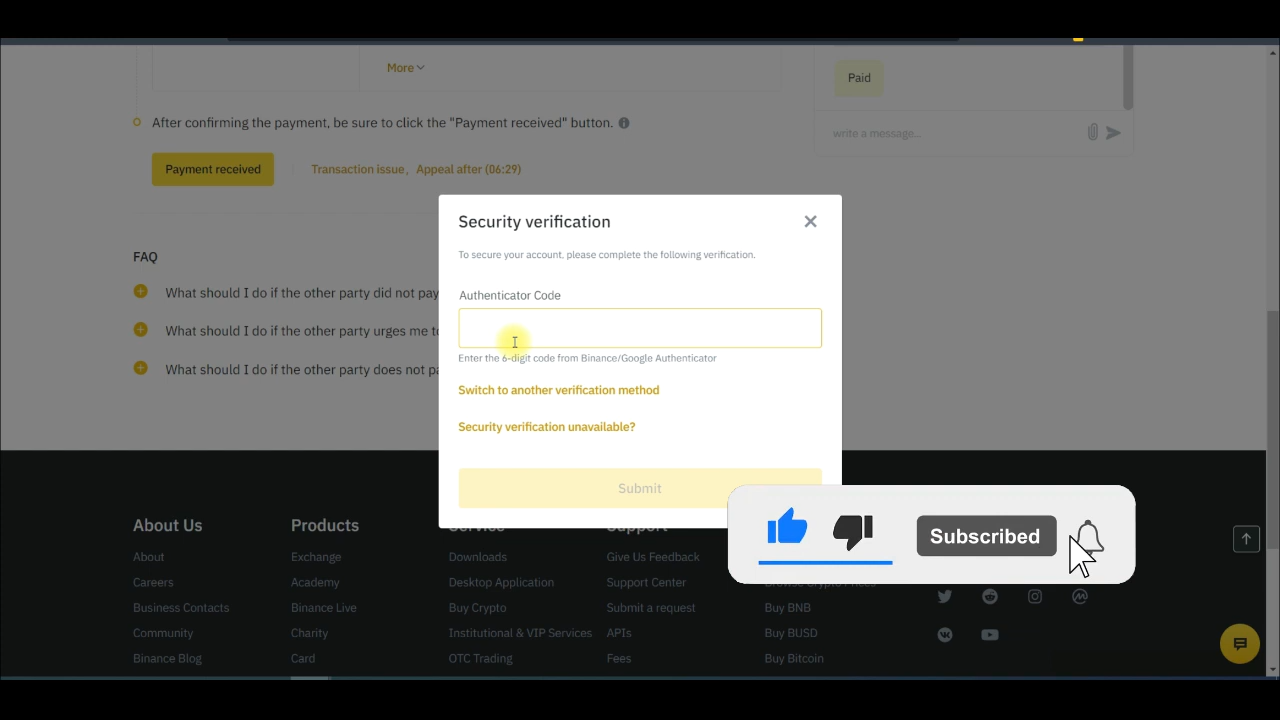 More
Paid
After confirming the payment, be sure to click the "Payment received" button.
write a message...
Payment received
Transaction issue, Appeal after (06:29)
Security verification
To secure your account, please complete the following verification.
FAQ
What should I do if the other party did not pay
What should I do if the other party urges me to
What should I do if the other party does not pa
Authenticator Code
Enter the 6-digit code from Binance/Google Authenticator
Switch to another verification method
Security verification unavailable?
Submit
Subscribed
About Us
About
Careers
Business Contacts
Community
Binance Blog
Products
Exchange
Academy
Binance Live
Charity
Card
Service
Downloads
Desktop Application
Buy Crypto
Institutional & VIP Services
OTC Trading
Support
Give Us Feedback
Support Center
Submit a request
APIs
Fees
Browse Crypto Prices
Buy BNB
Buy BUSD
Buy Bitcoin